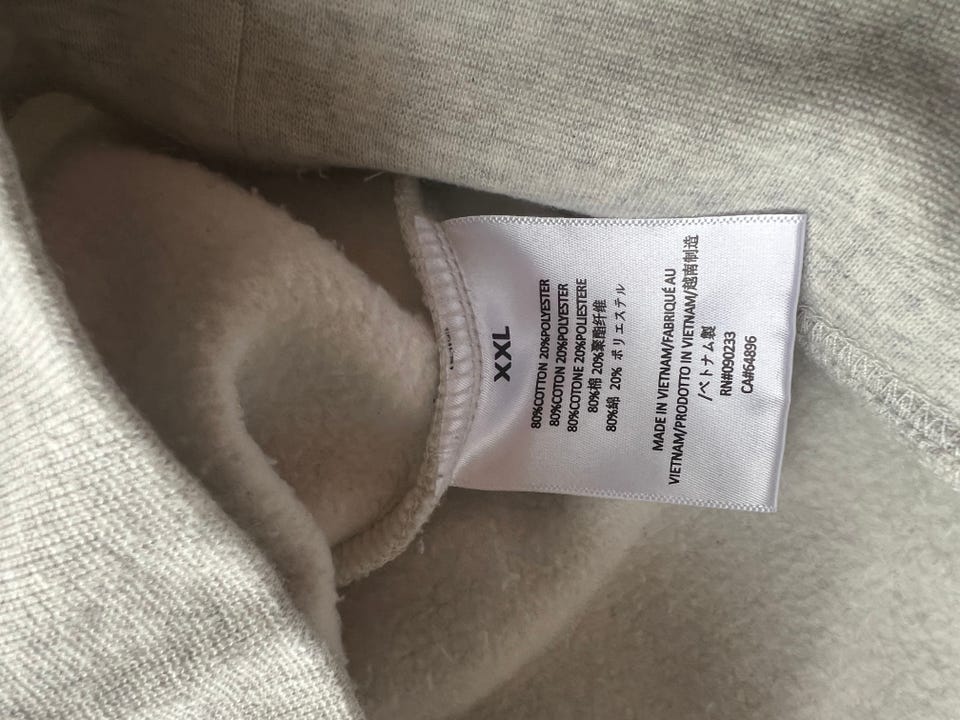 XXL
80%COTTON 20%POLYESTER
80%COTON 20%POLYESTER
80%COTONE 20%POLIESTERE
80%棉 20%聚酯纤维
80%綿 20% ポリエステル
MADE IN VIETNAM/FABRIQUÉ AU
VIETNAM/PRODOTTO IN VIETNAM/越南制造
/ベトナム製
RN#090233
CA#64896